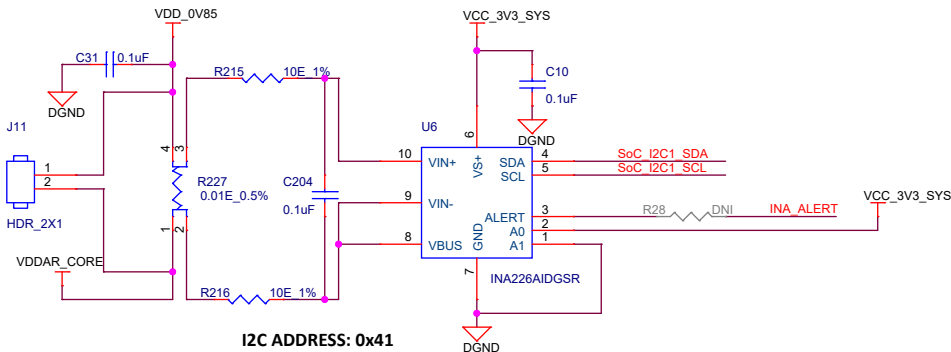 VDD_0V85
VCC_3V3_SYS
C31
0.1uF
R215
10E_1%
C10
0.1uF
DGND
DGND
J11
U6
4
3
6
1
2
10
VIN+
VS+
SDA
4
SoC_I2C1_SDA
SCL
5
SoC_I2C1_SCL
R227
0.01E_0.5%
C204
0.1uF
9
VIN-
VCC_3V3_SYS
HDR_2X1
ALERT
3
R28
DNI
INA_ALERT
A0
2
8
VBUS
GND
A1
1
1
2
VDDAR_CORE
7
INA226AIDGSR
R216
10E_1%
I2C ADDRESS: 0x41
DGND